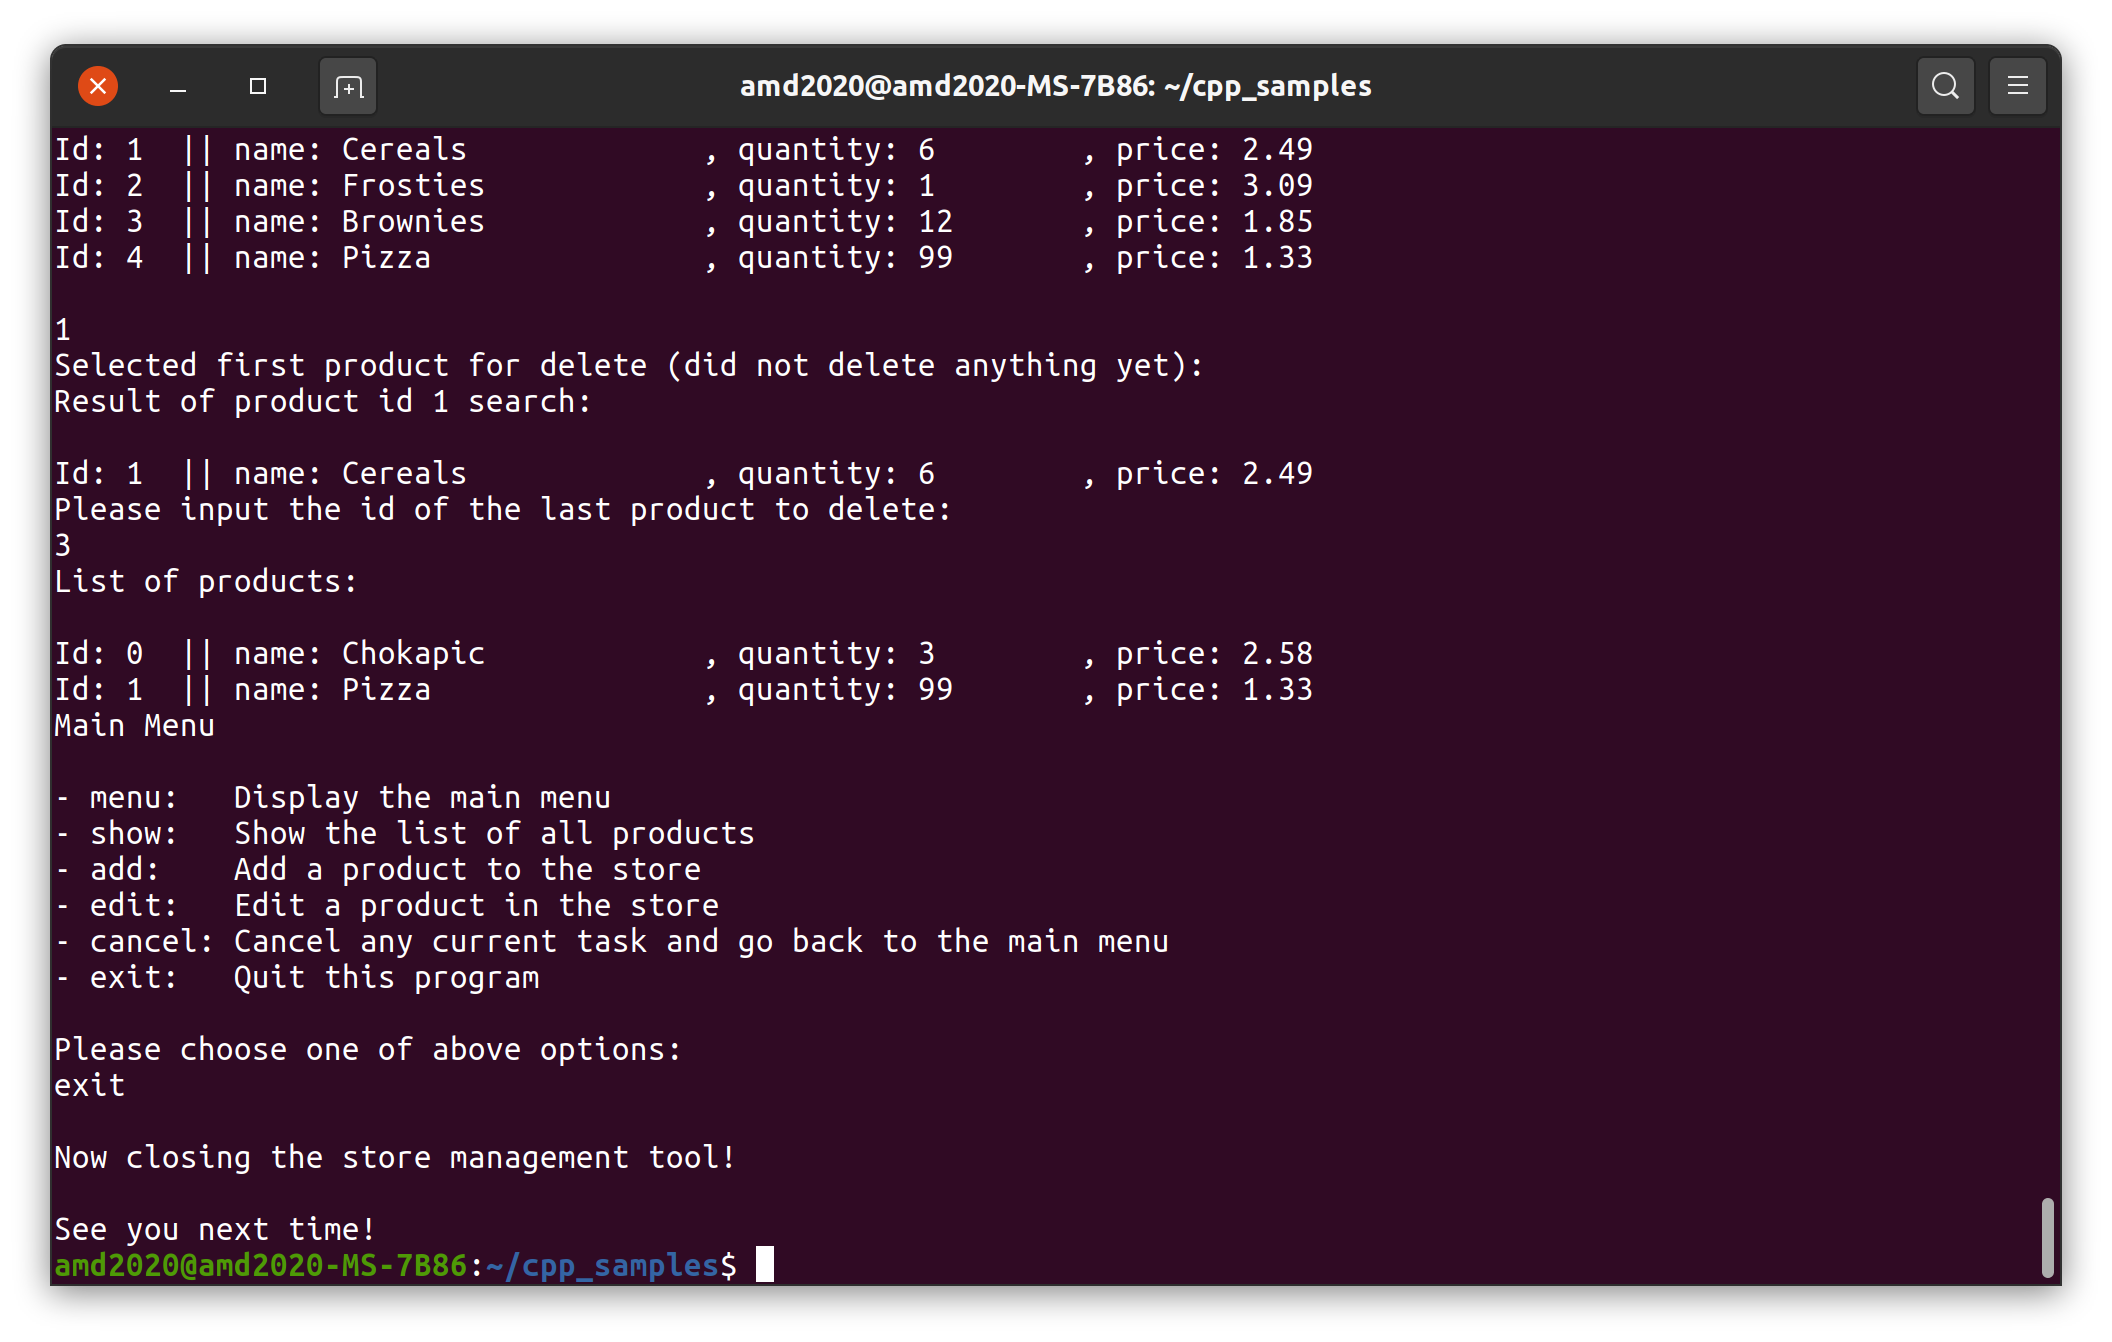 amd2020@amd2020-MS-7B86: ~/cpp_samples
Id: 1  || name: Cereals             , quantity: 6        , price: 2.49
Id: 2  || name: Frosties            , quantity: 1        , price: 3.09
Id: 3  || name: Brownies            , quantity: 12       , price: 1.85
Id: 4  || name: Pizza               , quantity: 99       , price: 1.33
1
Selected first product for delete (did not delete anything yet):
Result of product id 1 search:
Id: 1  || name: Cereals             , quantity: 6        , price: 2.49
Please input the id of the last product to delete:
3
List of products:
Id: 0  || name: Chokapic            , quantity: 3        , price: 2.58
Id: 1  || name: Pizza               , quantity: 99       , price: 1.33
Main Menu
- menu:   Display the main menu
- show:   Show the list of all products
- add:    Add a product to the store
- edit:   Edit a product in the store
- cancel: Cancel any current task and go back to the main menu
- exit:   Quit this program
Please choose one of above options:
exit
Now closing the store management tool!
See you next time!
amd2020@amd2020-MS-7B86:~/cpp_samples$